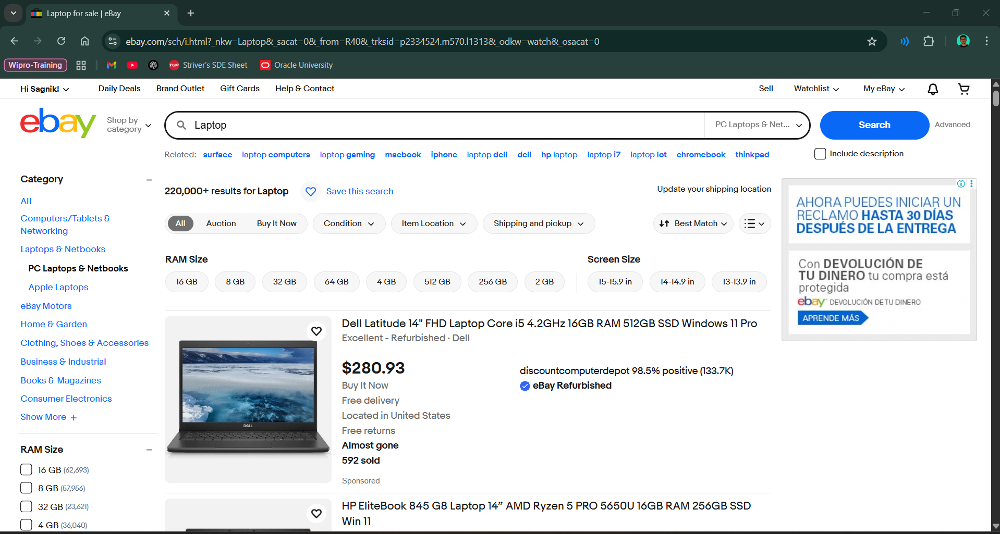 Laptop for sale | eBay
ebay.com/sch/i.html?_nkw=Laptop&_sacat=0&_from=R40&_trksid=p2334524.m570.l1313&_odkw=watch&_osacat=0
Wipro-Training
TUF Striver's SDE Sheet
Oracle University
Hi Sagnik!
Daily Deals
Brand Outlet
Gift Cards
Help & Contact
Sell
Watchlist
My eBay
ebay
Shop by
category
Laptop
PC Laptops & Net...
Search
Advanced
Related: surface laptop computers laptop gaming macbook iphone laptop dell dell hp laptop laptop i7 laptop lot chromebook thinkpad
Include description
Category
All
Computers/Tablets &
Networking
Laptops & Netbooks
PC Laptops & Netbooks
Apple Laptops
eBay Motors
Home & Garden
Clothing, Shoes & Accessories
Business & Industrial
Books & Magazines
Consumer Electronics
Show More
RAM Size
16 GB (62,693)
8 GB (57,956)
32 GB (23,621)
4 GB (36,040)
220,000+ results for Laptop
Save this search
Update your shipping location
All
Auction
Buy It Now
Condition
Item Location
Shipping and pickup
Best Match
RAM Size
16 GB
8 GB
32 GB
64 GB
4 GB
512 GB
256 GB
2 GB
Screen Size
15-15.9 in
14-14.9 in
13-13.9 in
DELL
Dell Latitude 14" FHD Laptop Core i5 4.2GHz 16GB RAM 512GB SSD Windows 11 Pro
Excellent - Refurbished · Dell
$280.93
Buy It Now
Free delivery
Located in United States
Free returns
Almost gone
592 sold
Sponsored
discountcomputerdepot 98.5% positive (133.7K)
eBay Refurbished
HP EliteBook 845 G8 Laptop 14” AMD Ryzen 5 PRO 5650U 16GB RAM 256GB SSD
Win 11
AHORA PUEDES INICIAR UN
RECLAMO HASTA 30 DÍAS
DESPUÉS DE LA ENTREGA
Con DEVOLUCIÓN DE
TU DINERO tu compra está
protegida
ebay DEVOLUCIÓN DE TU DINERO
APRENDE MÁS